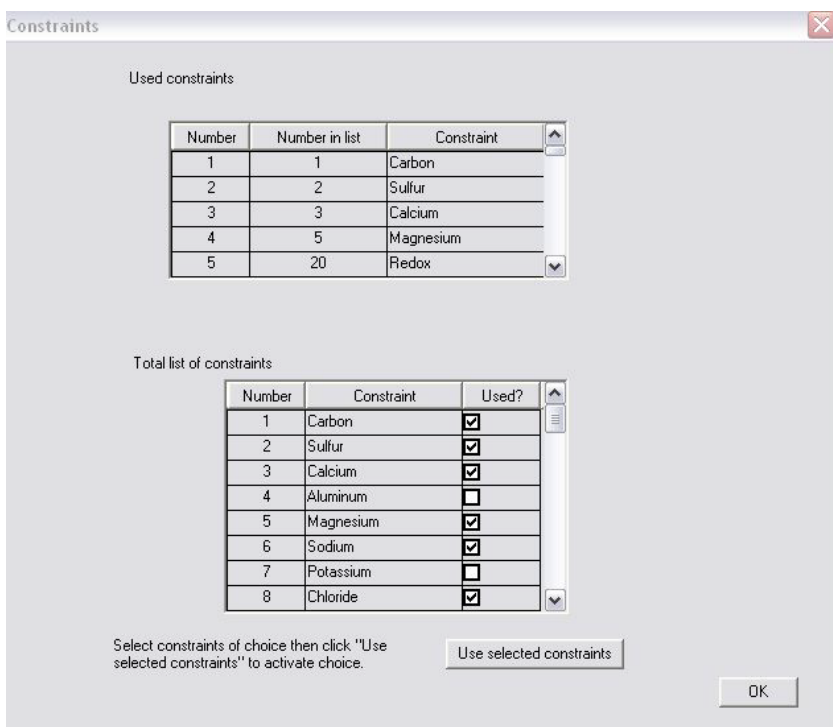 Constraints
Used constraints
Number Number in list Constraint
1 1 Carbon
2 2 Sulfur
3 3 Calcium
4 5 Magnesium
5 20 Redox
Total list of constraints
Number Constraint Used?
1 Carbon
2 Sulfur
3 Calcium
4 Aluminum
5 Magnesium
6 Sodium
7 Potassium
8 Chloride
Select constraints of choice then click "Use
selected constraints" to activate choice.
Use selected constraints
OK